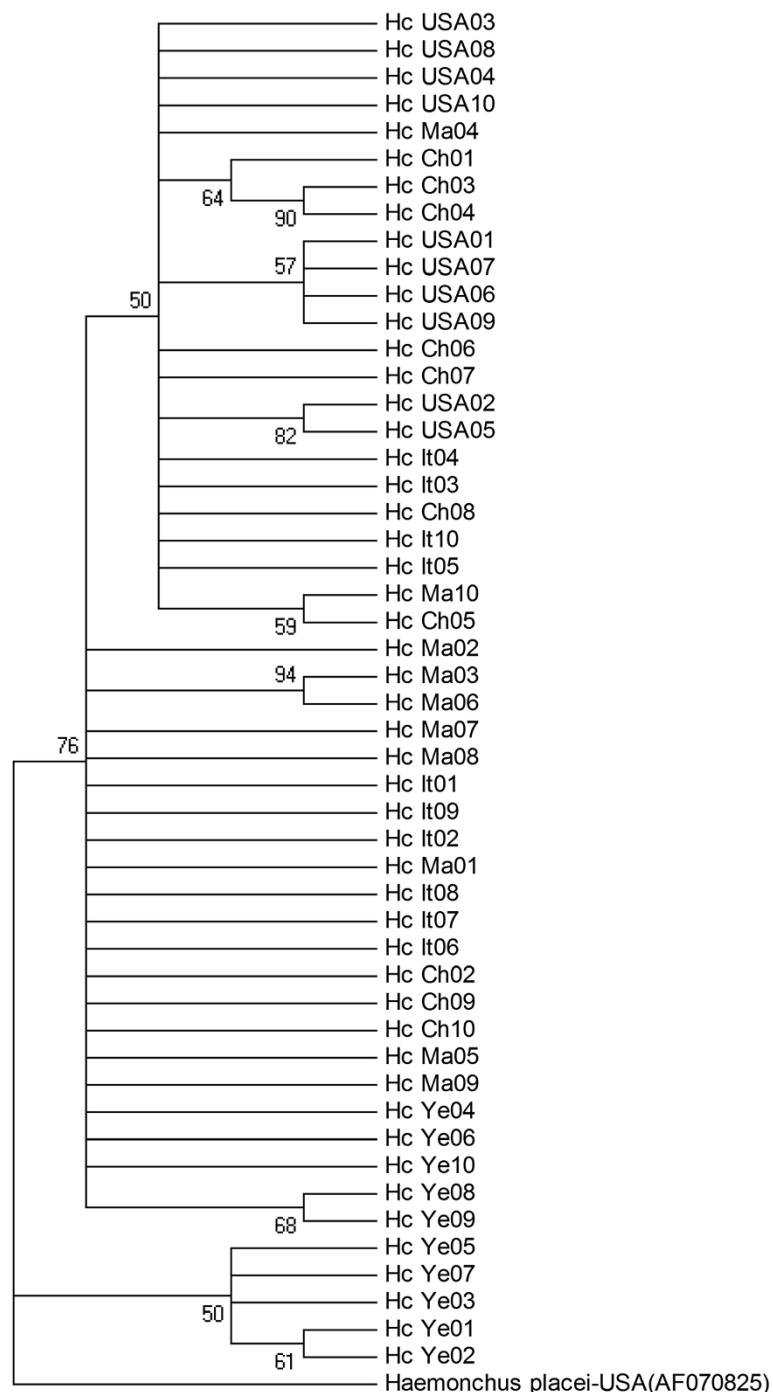 Hc USA03
Hc USA08
Hc USA04
Hc USA10
Hc Ma04
Hc Ch01
64
Hc Ch03
90
Hc Ch04
Hc USA01
57
Hc USA07
50
Hc USA06
Hc USA09
Hc Ch06
Hc Ch07
Hc USA02
82
Hc USA05
Hc It04
Hc It03
Hc Ch08
Hc It10
Hc It05
Hc Ma10
59
Hc Ch05
Hc Ma02
94
Hc Ma03
Hc Ma06
Hc Ma07
76
Hc Ma08
Hc It01
Hc It09
Hc It02
Hc Ma01
Hc It08
Hc It07
Hc It06
Hc Ch02
Hc Ch09
Hc Ch10
Hc Ma05
Hc Ma09
Hc Ye04
Hc Ye06
Hc Ye10
Hc Ye08
68
Hc Ye09
Hc Ye05
Hc Ye07
Hc Ye03
50
Hc Ye01
61
Hc Ye02
Haemonchus placei-USA(AF070825)